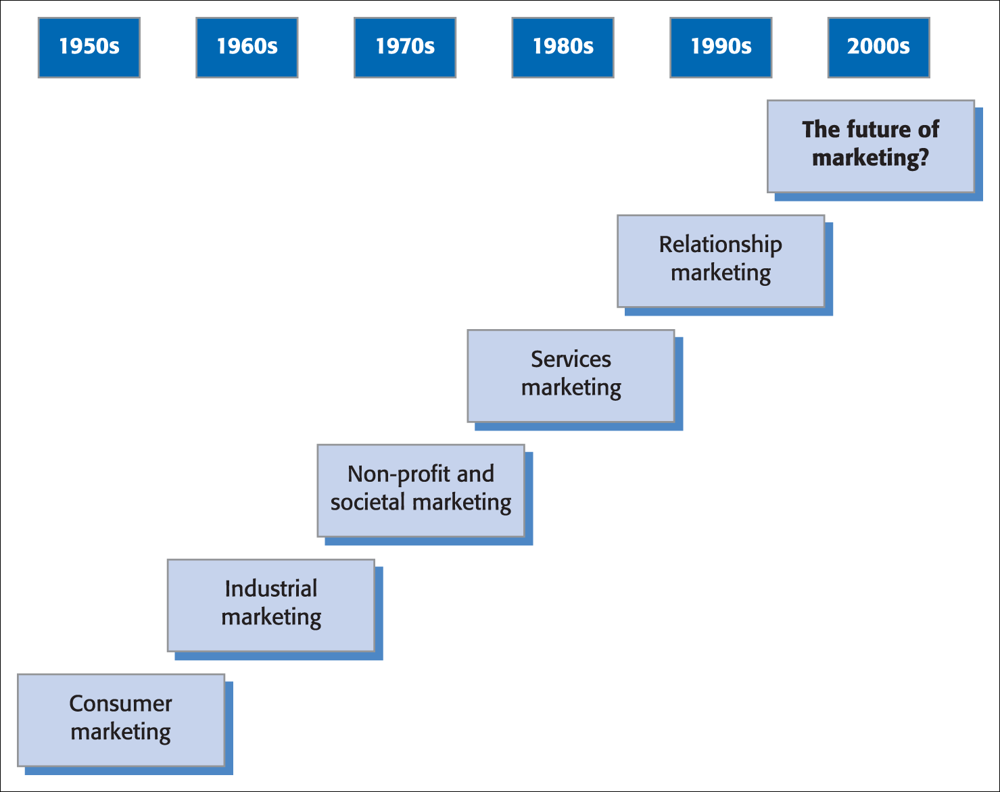 1950s
1960s
1970s
1980s
1990s
2000s
The future of
marketing?
Relationship
marketing
Services
marketing
Non-profit and
societal marketing
Industrial
marketing
Consumer
marketing